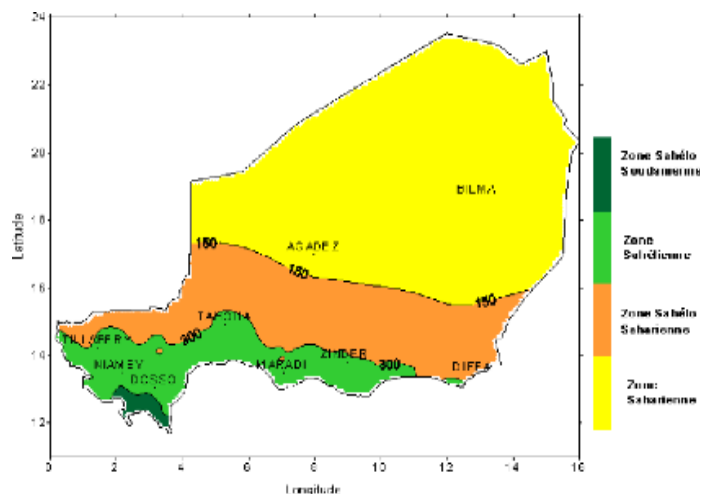 24
22
20
18
16
14
12
Latitude
0 2 4 6 8 10 12 14 16
Longitude
BILMA
AGADEZ
150
150
150
TAHOUA
300
TILLABERY
NIAMEY
DOSSO
MARADI
ZINDER
300
DIFFA
Zone Sahélo
Soudanienne
Zone
Sahélienne
Zone Sahélo
Saharienne
Zone
Saharienne